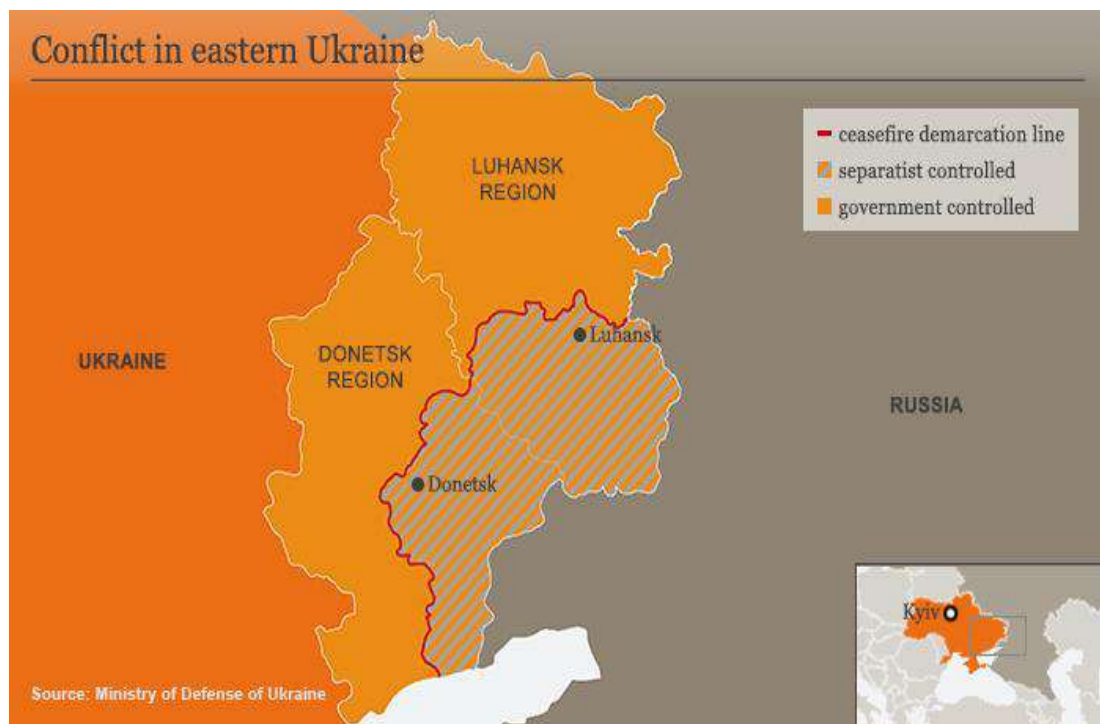 Conflict in eastern Ukraine
ceasefire demarcation line
separatist controlled
government controlled
LUHANSK
REGION
Luhansk
DONETSK
REGION
UKRAINE
RUSSIA
Donetsk
Kyiv
Source: Ministry of Defense of Ukraine